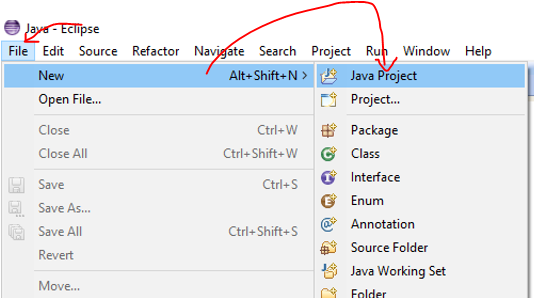 Java - Eclipse
File Edit Source Refactor Navigate Search Project Run Window Help
New Alt+Shift+N >
Open File...
Close Ctrl+W
Close All Ctrl+Shift+W
Save Ctrl+S
Save As...
Save All Ctrl+Shift+S
Revert
Move...
Java Project
Project...
Package
Class
Interface
Enum
Annotation
Source Folder
Java Working Set
Folder